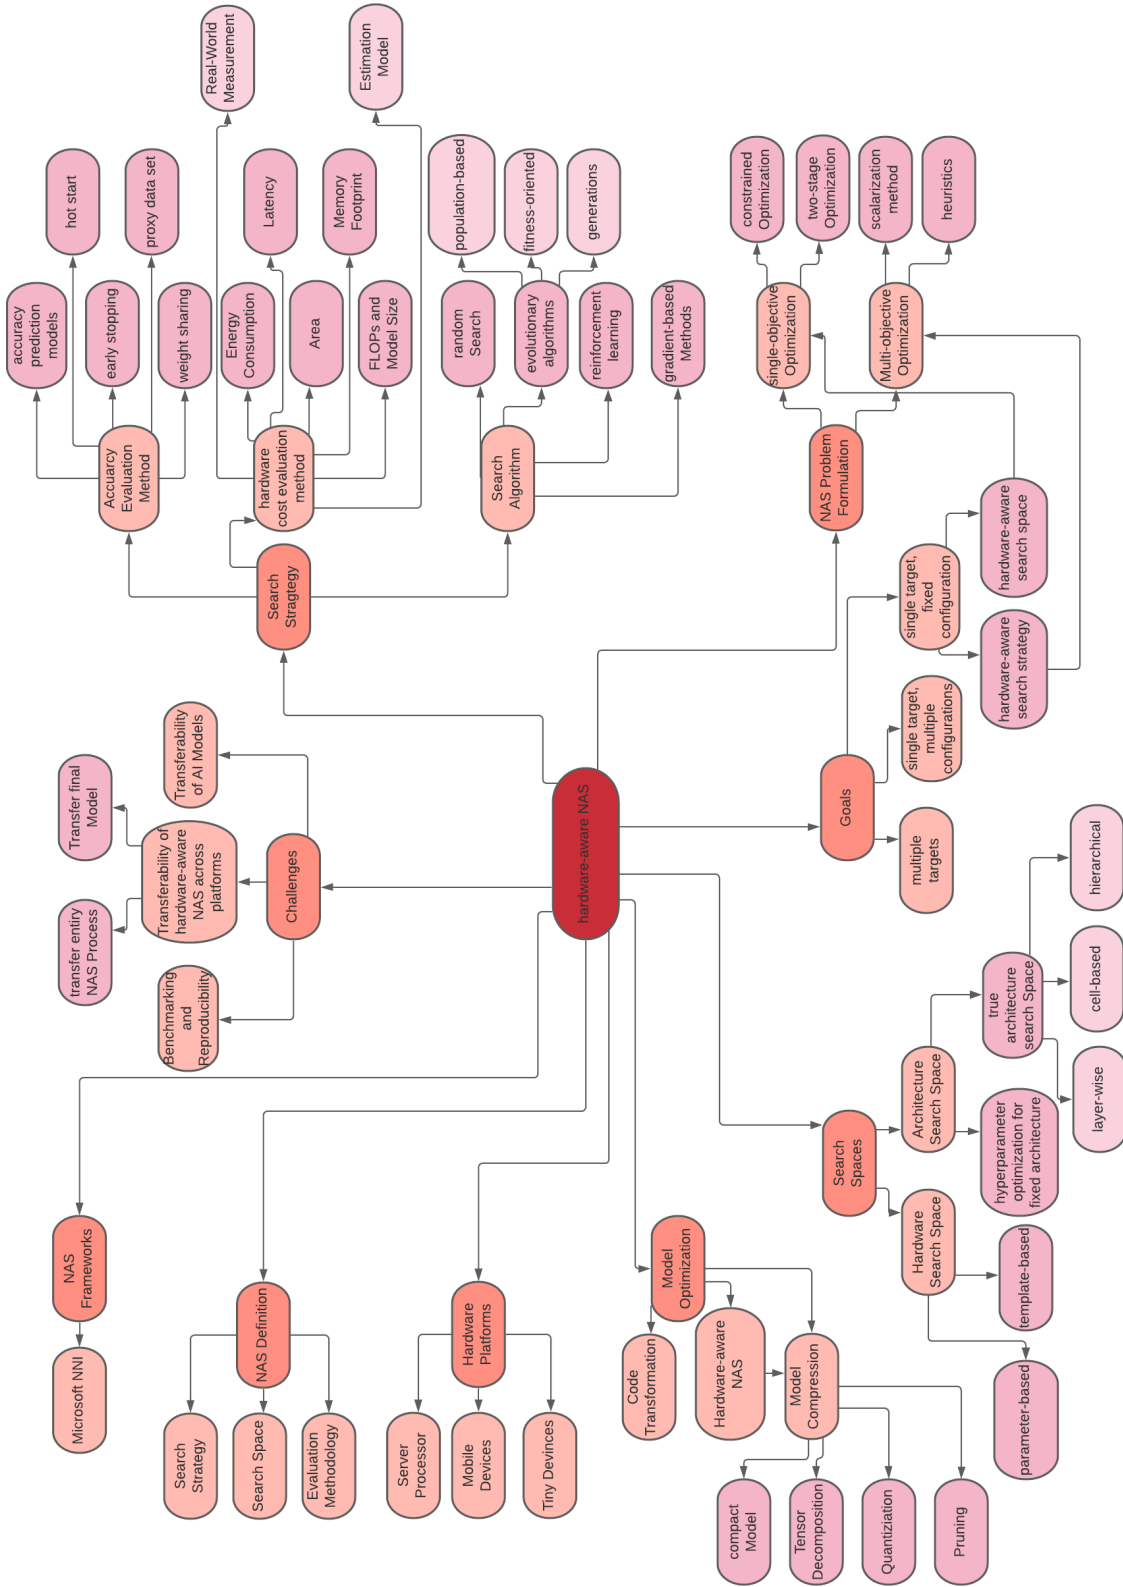 Microsoft NNI
NAS
Frameworks
transfer entiry
NAS Process
Transfer final
Model
accuracy
prediction
models
hot start
early stopping
proxy data set
weight sharing
Accuarcy
Evaluation
Method
Benchmarking
and
Reproducibility
Transferability of
hardware-aware
NAS across
platforms
Transferability
of AI Models
Search
Strategy
Search Space
Evaluation
Methodology
NAS Definition
Challenges
Search
Stragtegy
hardware
cost evaluation
method
Real-World
Measurement
Energy
Consumption
Latency
Area
Memory
Footprint
FLOPs and
Model Size
Estimation
Model
Server
Processor
Mobile
Devices
Tiny Devinces
Hardware
Platforms
Search
Algorithm
random
Search
population-based
evolutionary
algorithms
fitness-oriented
generations
reinforcement
learning
gradient-based
Methods
hardware-aware NAS
Code
Transformation
Model
Optimization
Hardware-aware
NAS
Model
Compression
compact
Model
Tensor
Decomposition
Quantiziation
Pruning
NAS Problem
Formulation
single-objective
Optimization
Multi-objective
Optimization
constrained
Optimization
two-stage
Optimization
scalarization
method
heuristics
Search
Spaces
Goals
Hardware
Search Space
Architecture
Search Space
multiple
targets
single target,
multiple
configurations
single target,
fixed
configuration
parameter-based
template-based
hyperparameter
optimization for
fixed architecture
true
architecture
search Space
hardware-aware
search strategy
hardware-aware
search space
layer-wise
cell-based
hierarchical